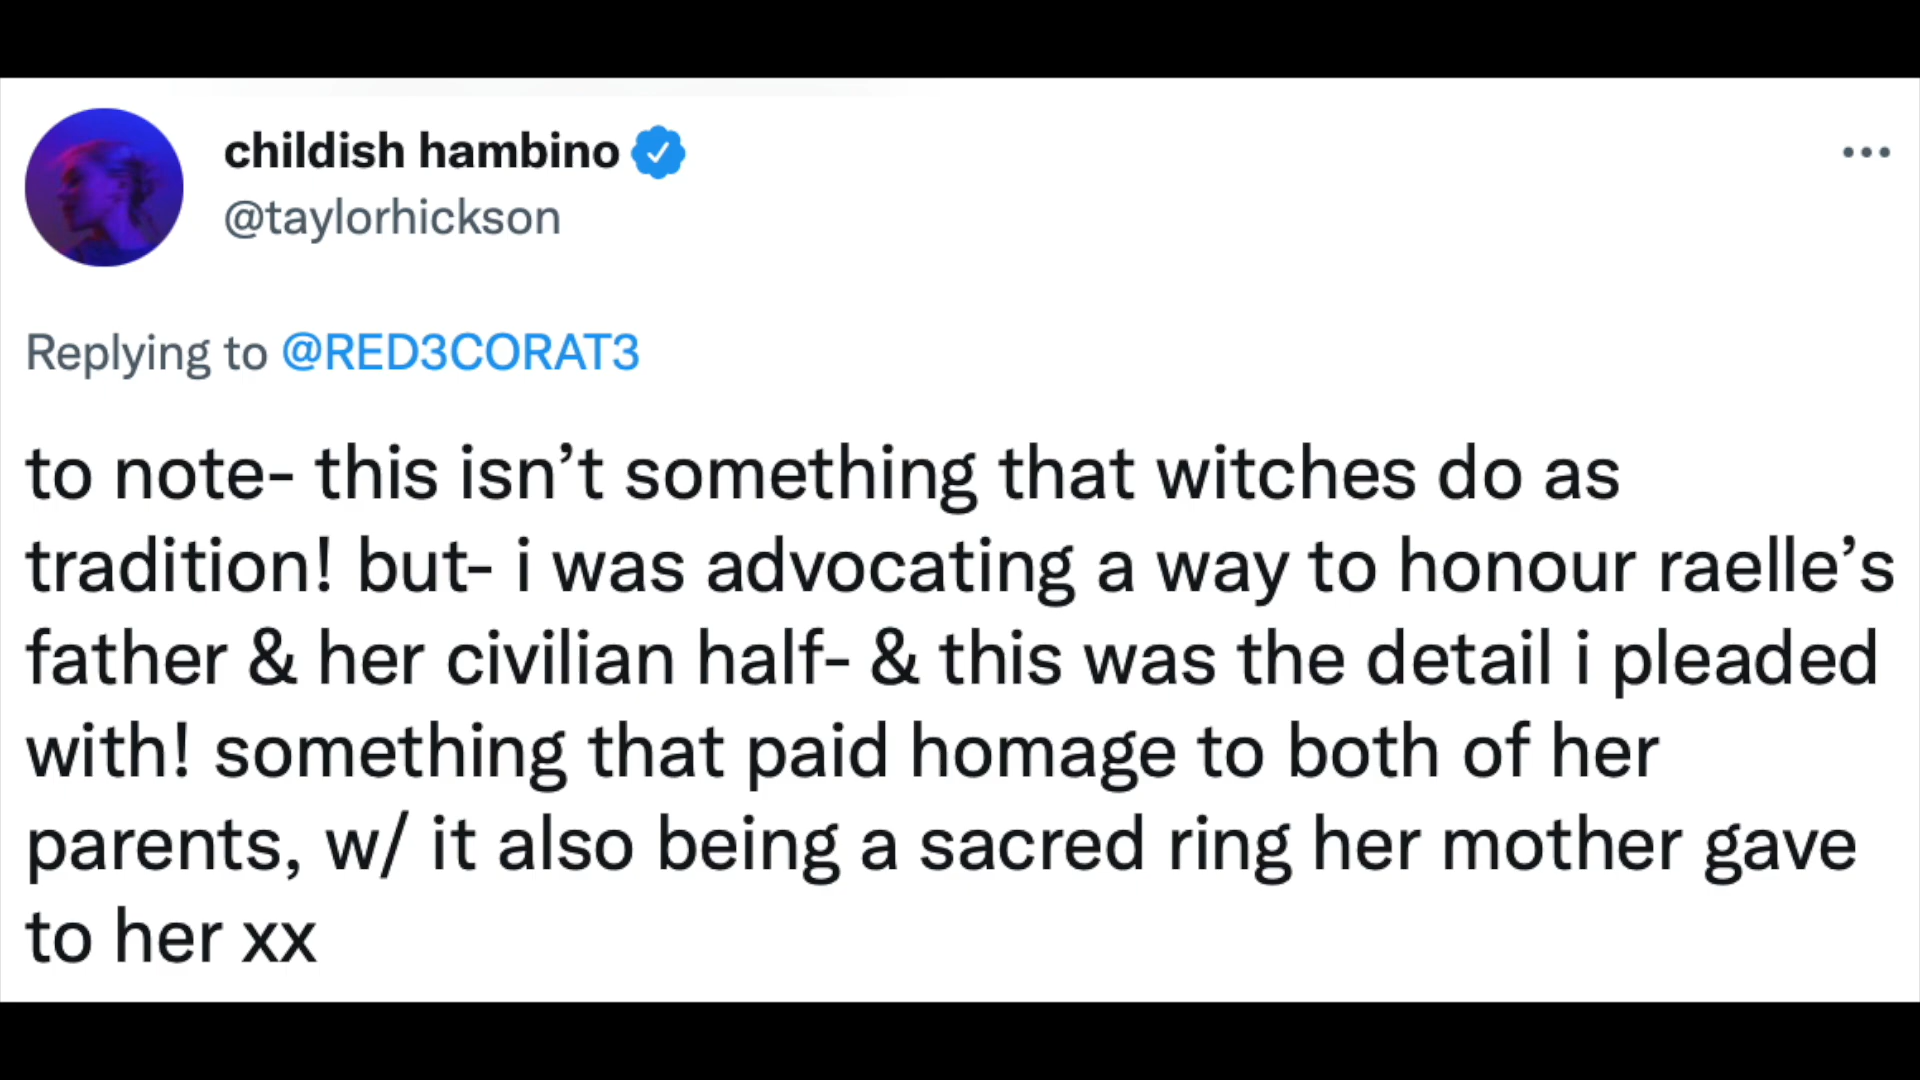 childish hambino
@taylorhickson
Replying to @RED3CORAT3
to note- this isn’t something that witches do as
tradition! but- i was advocating a way to honour raelle’s
father & her civilian half- & this was the detail i pleaded
with! something that paid homage to both of her
parents, w/ it also being a sacred ring her mother gave
to her xx